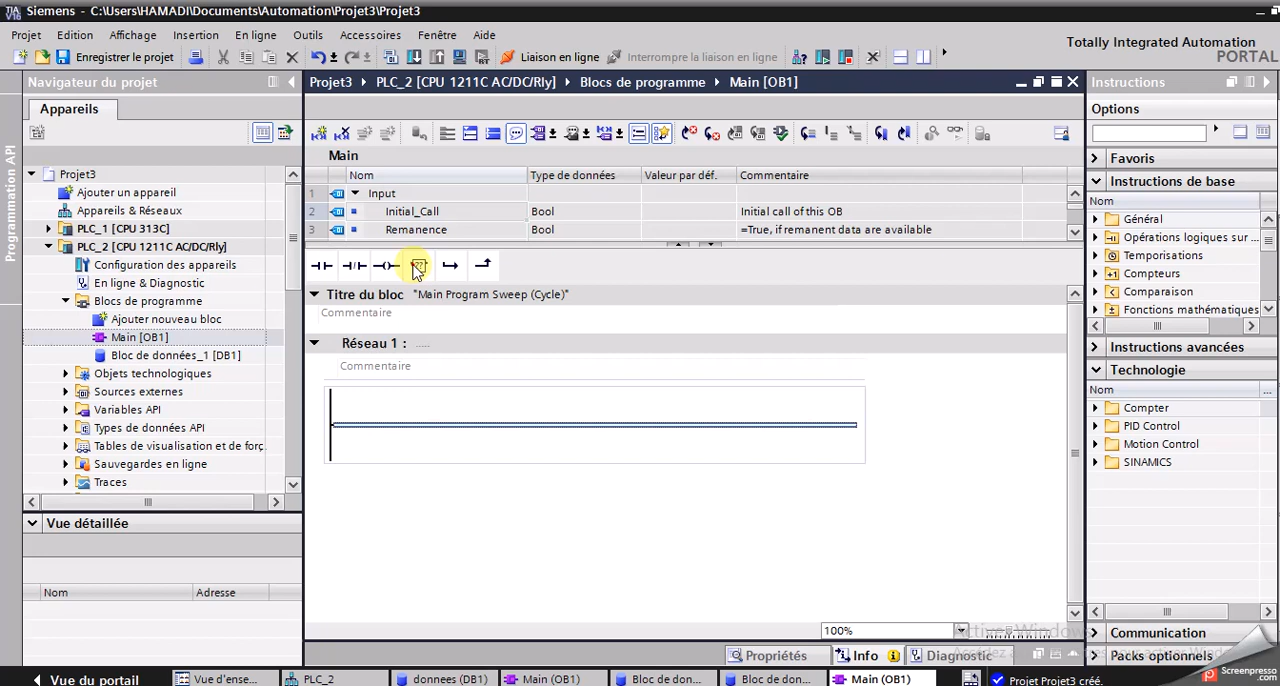 Siemens - C:\Users\HAMADI\Documents\Automation\Projet3\Projet3
Projet Edition Affichage Insertion En ligne Outils Accessoires Fenêtre Aide
Totally Integrated Automation
PORTAL
Enregistrer le projet Liaison en ligne Interrompre la liaison en ligne
Navigateur du projet
Projet3 PLC_2 [CPU 1211C AC/DC/Rly] Blocs de programme Main [OB1]
Instructions
Appareils
Options
Programmation API
Favoris
Instructions de base
Nom
Général
Opérations logiques sur ...
Temporisations
Compteurs
Comparaison
Fonctions mathématiques
Instructions avancées
Technologie
Nom ...
Compter
PID Control
Motion Control
SINAMICS
Communication
Packs optionnels
Projet3
Ajouter un appareil
Appareils & Réseaux
PLC_1 [CPU 313C]
PLC_2 [CPU 1211C AC/DC/Rly]
Configuration des appareils
En ligne & Diagnostic
Blocs de programme
Ajouter nouveau bloc
Main [OB1]
Bloc de données_1 [DB1]
Objets technologiques
Sources externes
Variables API
Types de données API
Tables de visualisation et de forç.
Sauvegardes en ligne
Traces
Vue détaillée
Nom Adresse
Main
Nom Type de données Valeur par déf. Commentaire
1 Input
2 Initial_Call Bool Initial call of this OB
3 Remanence Bool =True, if remanent data are available
Titre du bloc "Main Program Sweep (Cycle)"
Commentaire
Réseau 1 : .....
Commentaire
100%
Propriétés Info Diagnostic
Vue du portail Vue d'ense... PLC_2 donnees (DB1) Main (OB1) Bloc de don... Bloc de don... Main (OB1) Projet Projet3 créé.
Screenpresso
.com